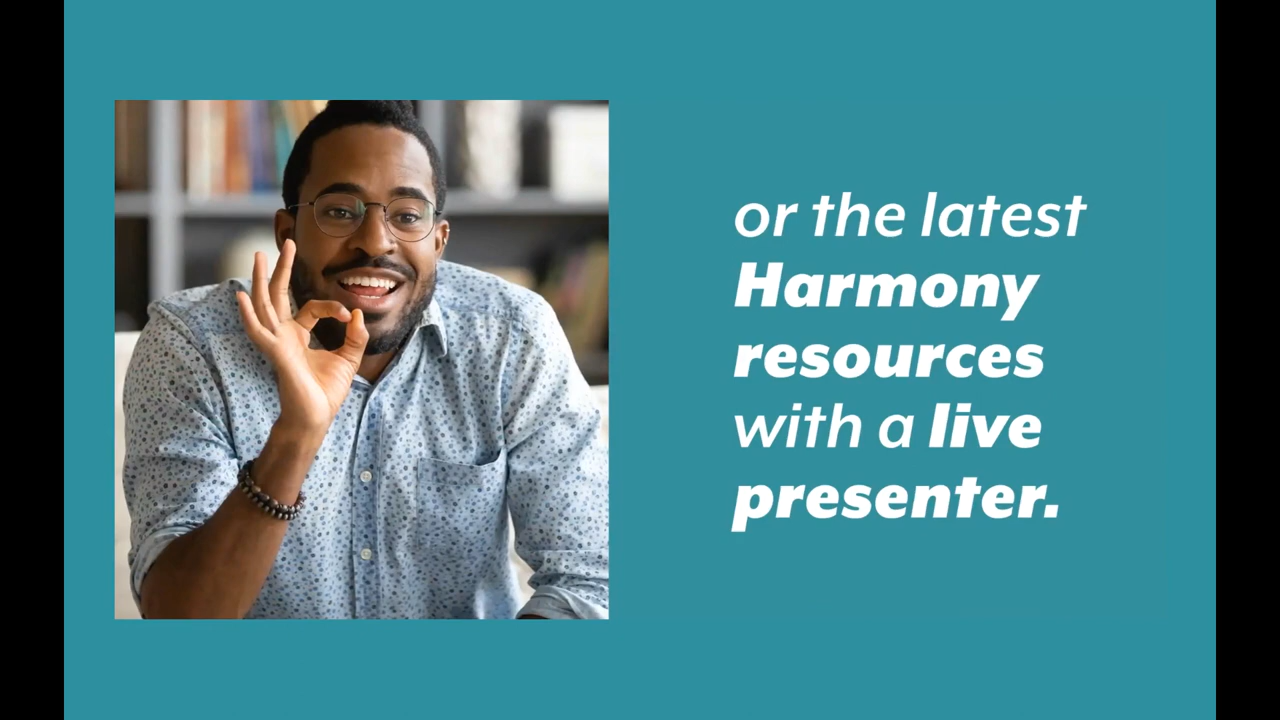 or the latest
Harmony
resources
with a live
presenter.